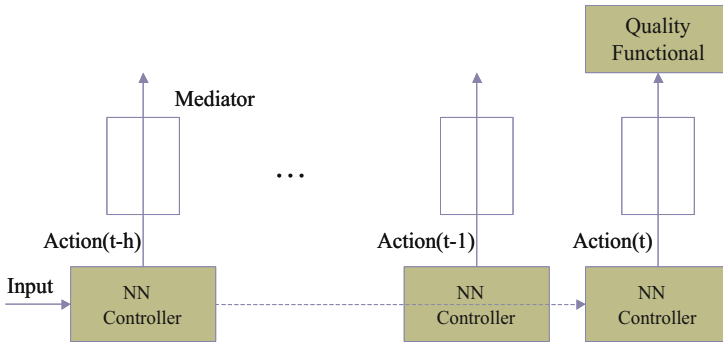 Quality
Functional
Mediator
...
Action(t-h)
Action(t-1)
Action(t)
Input
NN
Controller
NN
Controller
NN
Controller